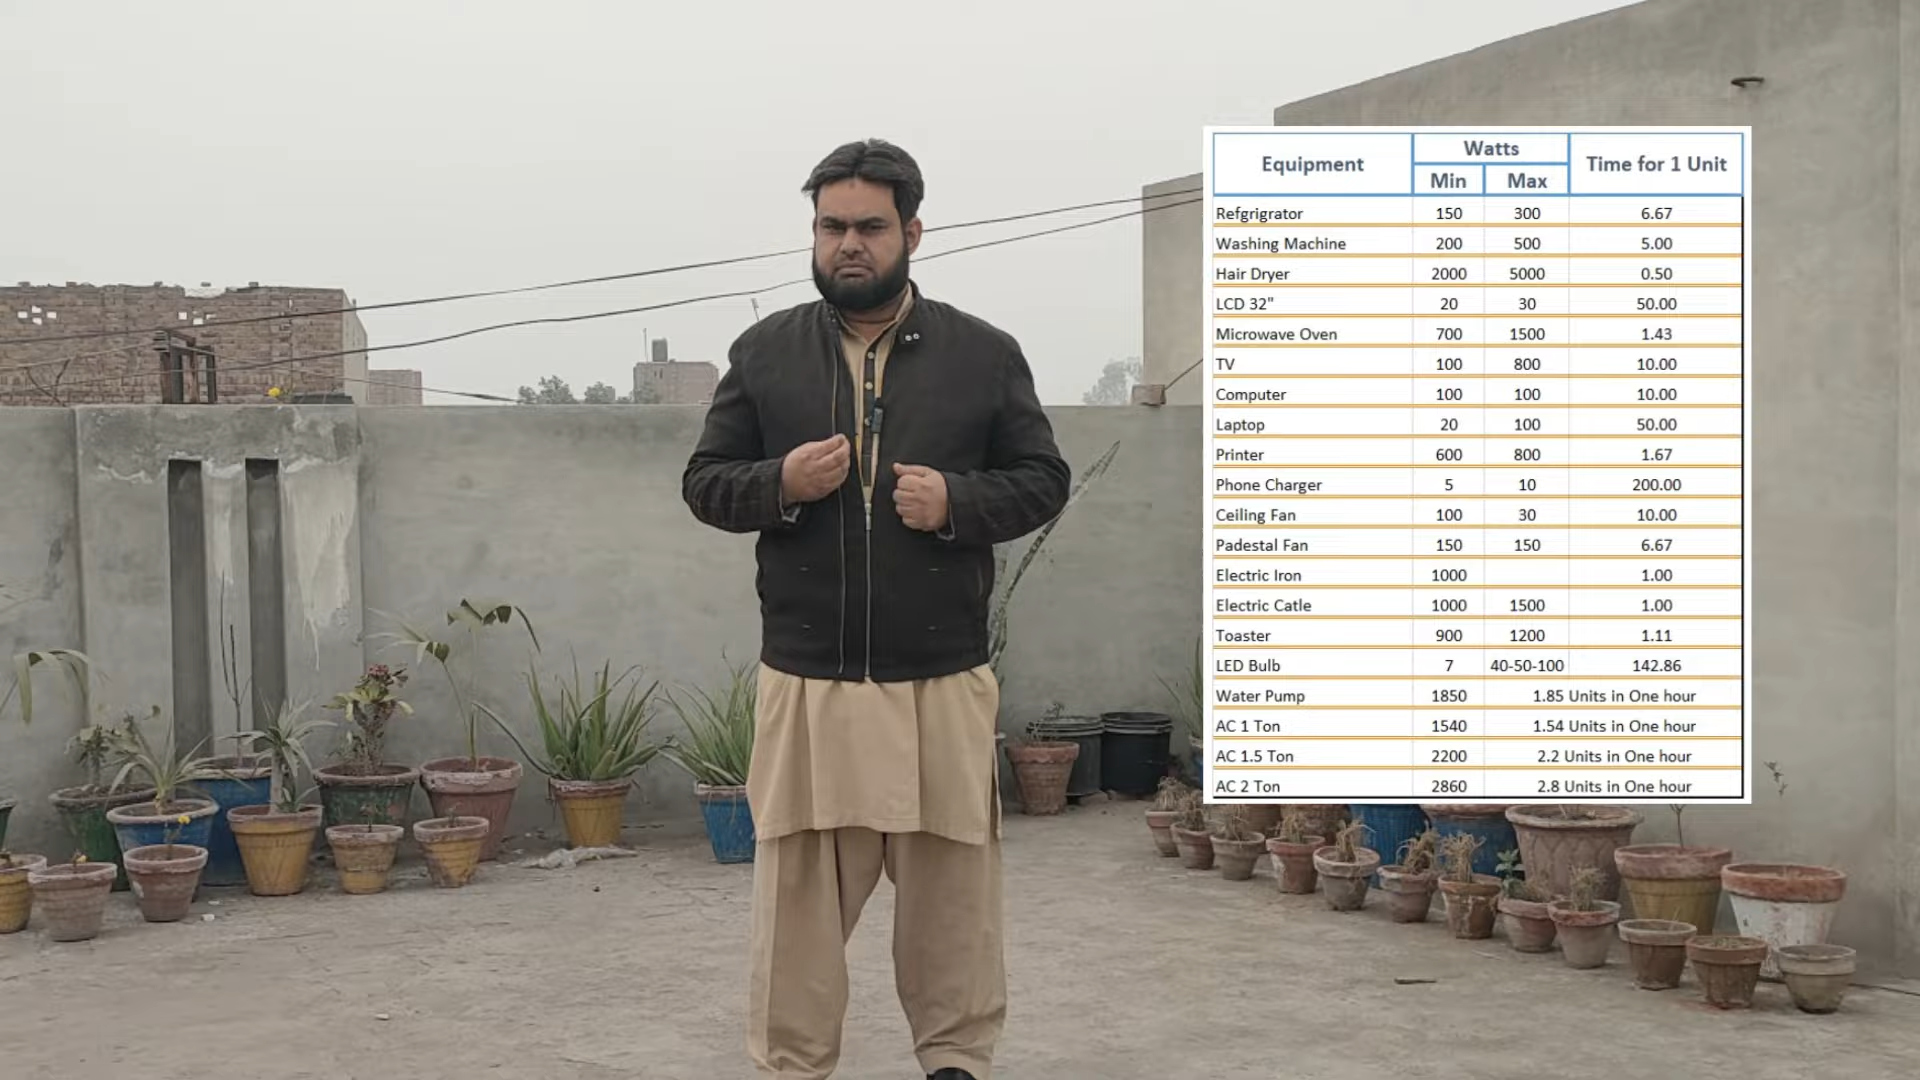 Equipment Watts Time for 1 Unit
Min Max
Refgrigrator 150 300 6.67
Washing Machine 200 500 5.00
Hair Dryer 2000 5000 0.50
LCD 32" 20 30 50.00
Microwave Oven 700 1500 1.43
TV 100 800 10.00
Computer 100 100 10.00
Laptop 20 100 50.00
Printer 600 800 1.67
Phone Charger 5 10 200.00
Ceiling Fan 100 30 10.00
Padestal Fan 150 150 6.67
Electric Iron 1000 1.00
Electric Catle 1000 1500 1.00
Toaster 900 1200 1.11
LED Bulb 7 40-50-100 142.86
Water Pump 1850 1.85 Units in One hour
AC 1 Ton 1540 1.54 Units in One hour
AC 1.5 Ton 2200 2.2 Units in One hour
AC 2 Ton 2860 2.8 Units in One hour